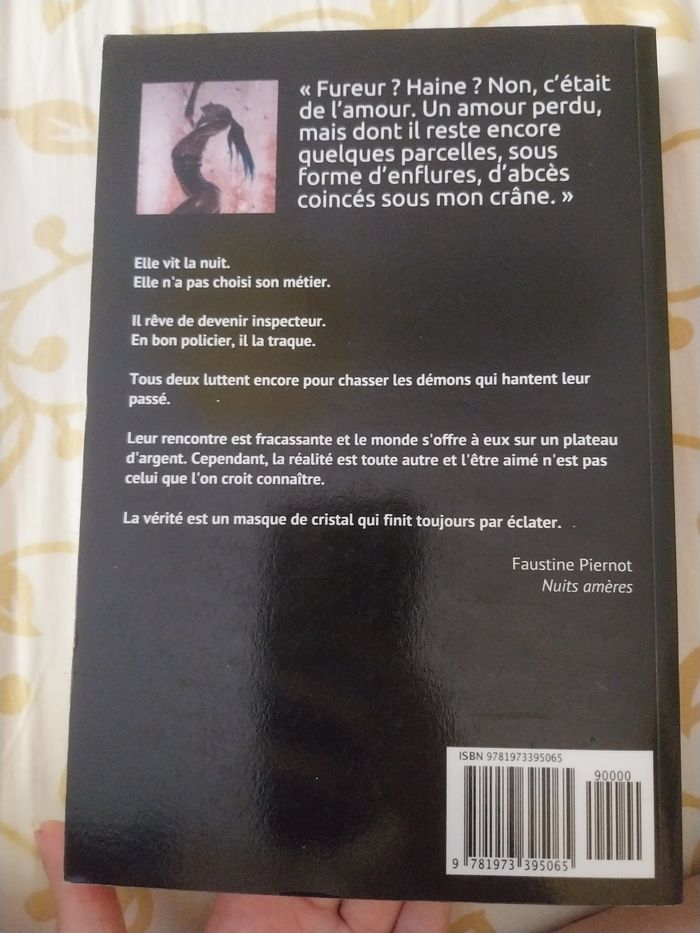 « Fureur ? Haine ? Non, c’était
de l’amour. Un amour perdu,
mais dont il reste encore
quelques parcelles, sous
forme d’enflures, d’abcès
coincés sous mon crâne. »
Elle vit la nuit.
Elle n'a pas choisi son métier.
Il rêve de devenir inspecteur.
En bon policier, il la traque.
Tous deux luttent encore pour chasser les démons qui hantent leur
passé.
Leur rencontre est fracassante et le monde s'offre à eux sur un plateau
d'argent. Cependant, la réalité est toute autre et l'être aimé n'est pas
celui que l'on croit connaître.
La vérité est un masque de cristal qui finit toujours par éclater.
Faustine Piernot
Nuits amères
ISBN 9781973395065
90000
9 781973 395065